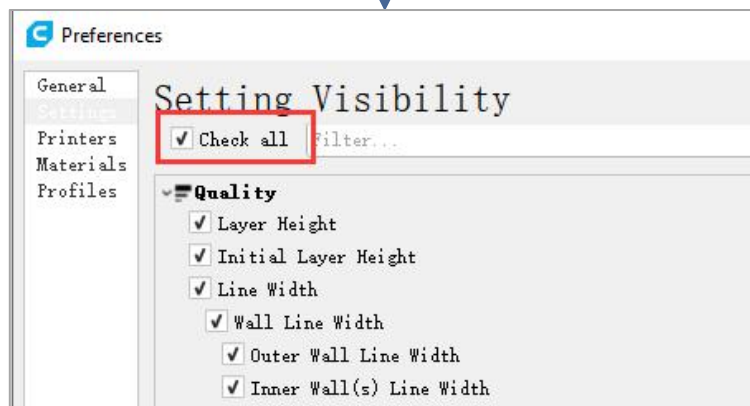 Preferences
General
Settings
Printers
Materials
Profiles
Setting Visibility
Check all
Filter...
Quality
Layer Height
Initial Layer Height
Line Width
Wall Line Width
Outer Wall Line Width
Inner Wall(s) Line Width